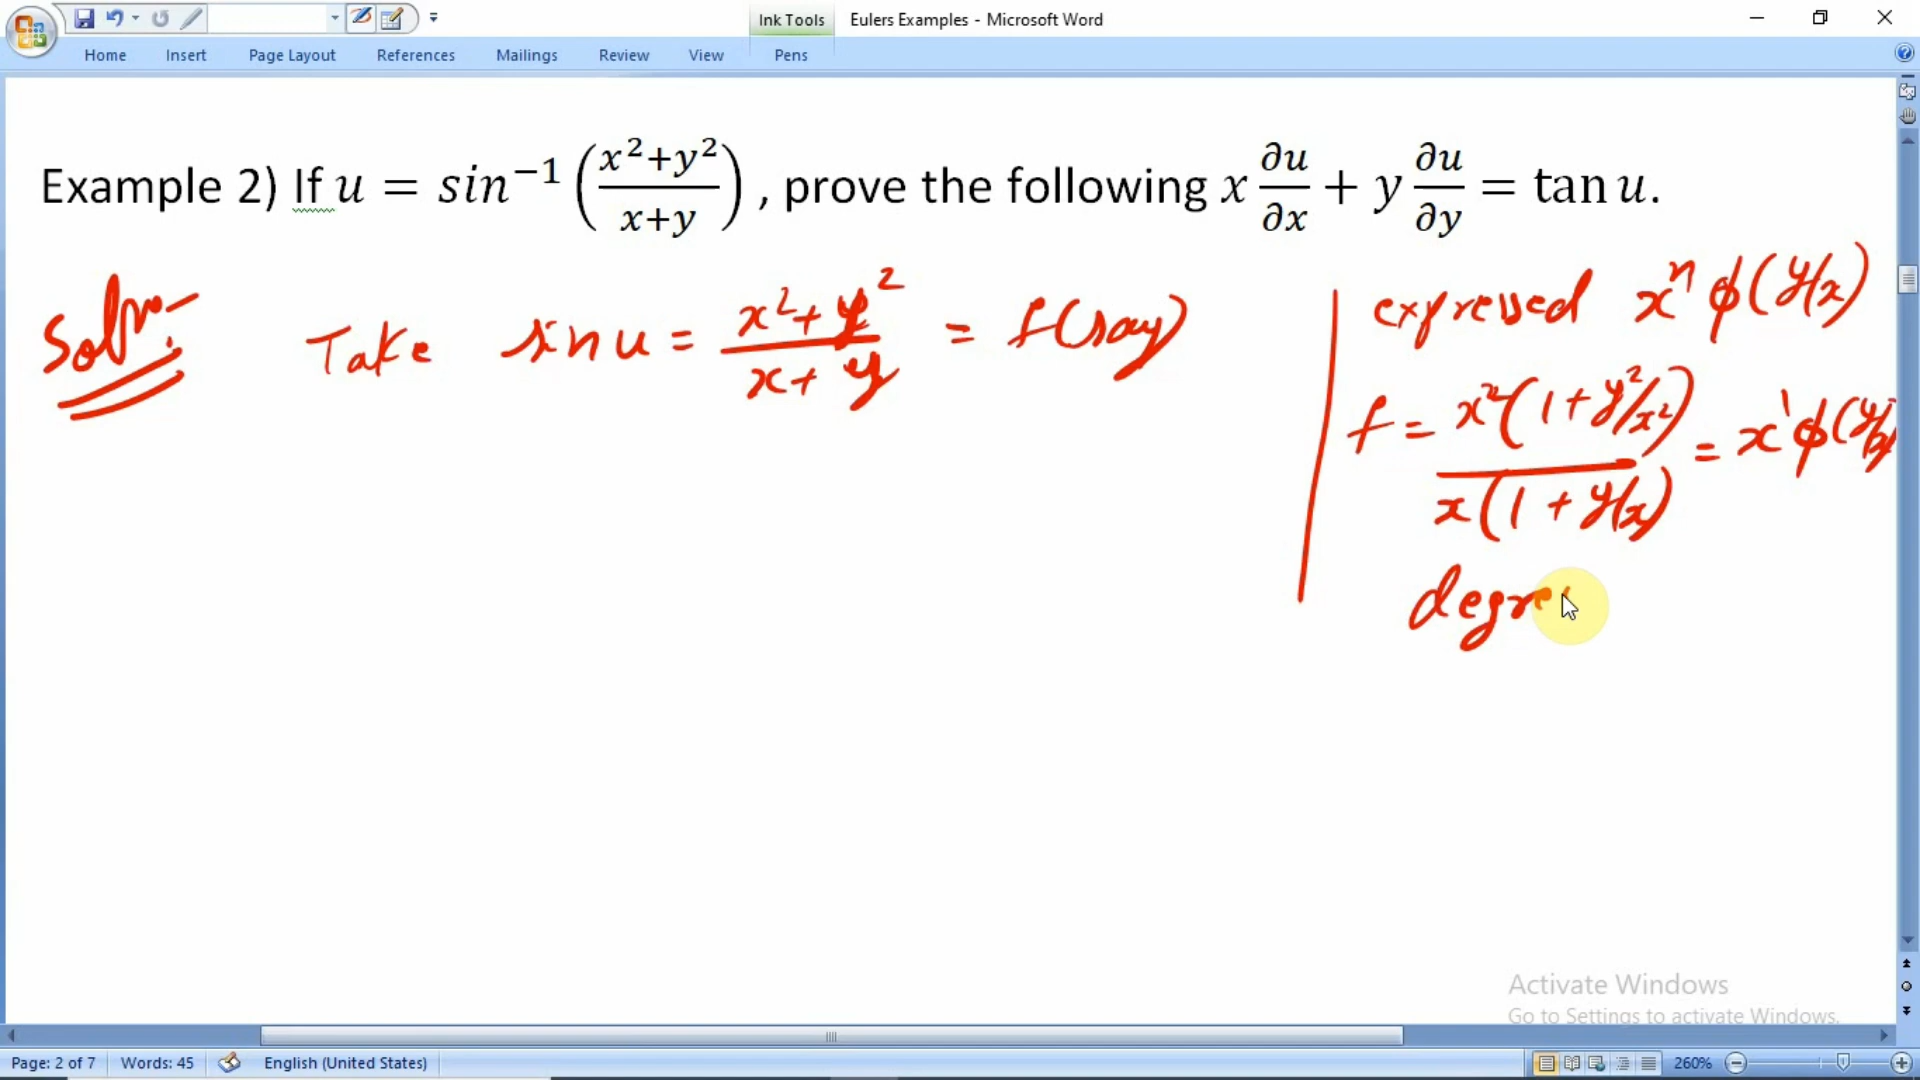 Ink Tools Eulers Examples - Microsoft Word
Home Insert Page Layout References Mailings Review View Pens
Example 2) If u = sin⁻¹ ((x²+y²)/(x+y)) , prove the following x ∂u/∂x + y ∂u/∂y = tan u.
Soln:-
Take sin u = (x²+y²)/(x+y) = f(say)
expressed xⁿ ϕ(y/x)
f = x²(1+y²/x²)/x(1+y/x) = x¹ ϕ(y/x)
degre
Activate Windows
Go to Settings to activate Windows.
Page: 2 of 7 Words: 45 English (United States) 260%